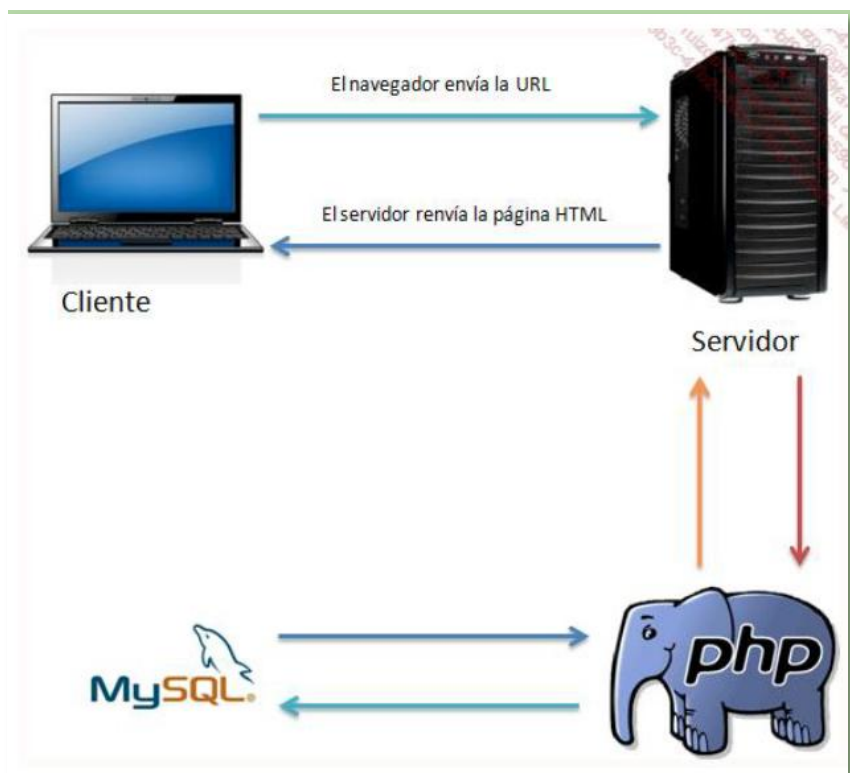 El navegador envía la URL
El servidor renvía la página HTML
Cliente
Servidor
MySQL
php